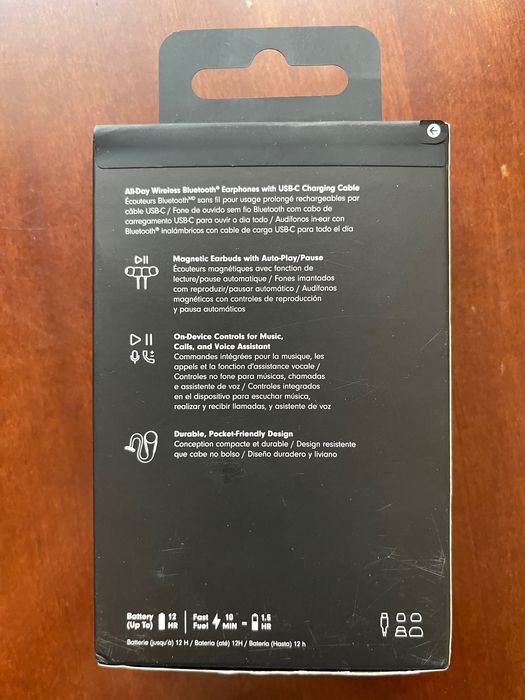 All-Day Wireless Bluetooth® Earphones with USB-C Charging Cable
Écouteurs Bluetoothᴹᴰ sans fil pour usage prolongé rechargeables par
câble USB-C / Fone de ouvido sem fio Bluetooth com cabo de
carregamento USB-C para ouvir o dia todo / Audífonos in-ear con
Bluetooth® inalámbricos con cable de carga USB-C para todo el día
Magnetic Earbuds with Auto-Play/Pause
Écouteurs magnétiques avec fonction de
lecture/pause automatique / Fones imantados
com reproduzir/pausar automático / Audífonos
magnéticos con controles de reproducción
y pausa automáticos
On-Device Controls for Music,
Calls, and Voice Assistant
Commandes intégrées pour la musique, les
appels et la fonction d'assistance vocale /
Controles no fone para músicas, chamadas
e assistente de voz / Controles integrados
en el dispositivo para escuchar música,
realizar y recibir llamadas, y asistente de voz
Durable, Pocket-Friendly Design
Conception compacte et durable / Design resistente
que cabe no bolso / Diseño duradero y liviano
Battery (Up To) 12 HR | Fast Fuel 10 MIN = 1.5 HR
Batterie (jusqu'à) 12 H / Bateria (até) 12H / Batería (Hasta) 12 h